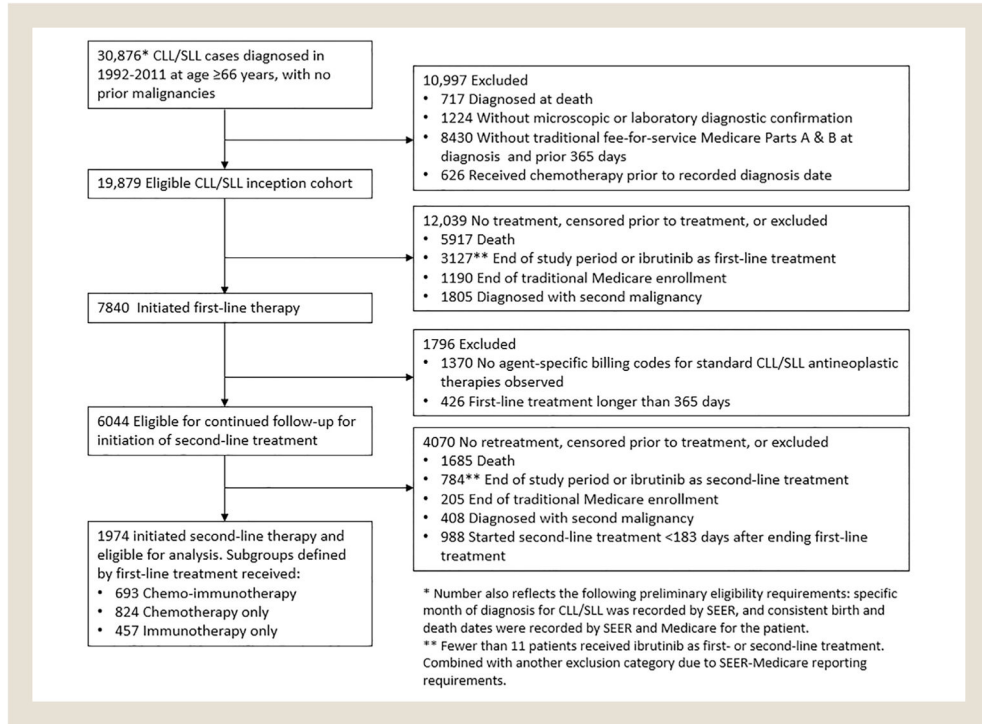 30,876* CLL/SLL cases diagnosed in
1992-2011 at age ≥66 years, with no
prior malignancies
10,997 Excluded
• 717 Diagnosed at death
• 1224 Without microscopic or laboratory diagnostic confirmation
• 8430 Without traditional fee-for-service Medicare Parts A & B at
diagnosis and prior 365 days
• 626 Received chemotherapy prior to recorded diagnosis date
19,879 Eligible CLL/SLL inception cohort
12,039 No treatment, censored prior to treatment, or excluded
• 5917 Death
• 3127** End of study period or ibrutinib as first-line treatment
• 1190 End of traditional Medicare enrollment
• 1805 Diagnosed with second malignancy
7840 Initiated first-line therapy
1796 Excluded
• 1370 No agent-specific billing codes for standard CLL/SLL antineoplastic
therapies observed
• 426 First-line treatment longer than 365 days
6044 Eligible for continued follow-up for
initiation of second-line treatment
4070 No retreatment, censored prior to treatment, or excluded
• 1685 Death
• 784** End of study period or ibrutinib as second-line treatment
• 205 End of traditional Medicare enrollment
• 408 Diagnosed with second malignancy
• 988 Started second-line treatment <183 days after ending first-line
treatment
1974 initiated second-line therapy and
eligible for analysis. Subgroups defined
by first-line treatment received:
• 693 Chemo-immunotherapy
• 824 Chemotherapy only
• 457 Immunotherapy only
* Number also reflects the following preliminary eligibility requirements: specific
month of diagnosis for CLL/SLL was recorded by SEER, and consistent birth and
death dates were recorded by SEER and Medicare for the patient.
** Fewer than 11 patients received ibrutinib as first- or second-line treatment.
Combined with another exclusion category due to SEER-Medicare reporting
requirements.